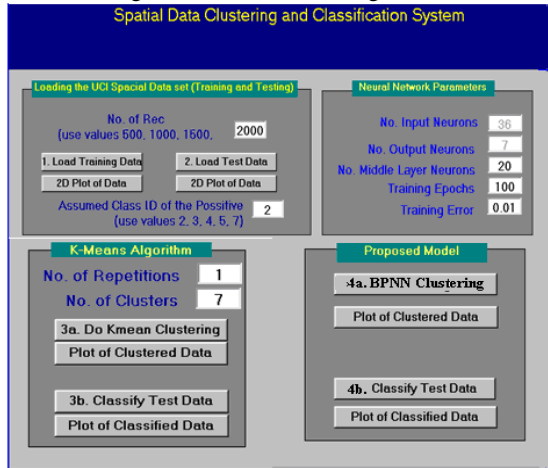 Spatial Data Clustering and Classification System
Loading the UCI Spacial Data set (Training and Testing)
No. of Rec
(use values 500, 1000, 1500,
2000
1. Load Training Data
2. Load Test Data
2D Plot of Data
2D Plot of Data
Assumed Class ID of the Possitive
(use values 2, 3, 4, 5, 7)
2
Neural Network Parameters
No. Input Neurons
36
No. Output Neurons
7
No. Middle Layer Neurons
20
Training Epochs
100
Training Error
0.01
K-Means Algorithm
No. of Repetitions
1
No. of Clusters
7
3a. Do Kmean Clustering
Plot of Clustered Data
3b. Classify Test Data
Plot of Classified Data
Proposed Model
4a. BPNN Clustering
Plot of Clustered Data
4b. Classify Test Data
Plot of Classified Data